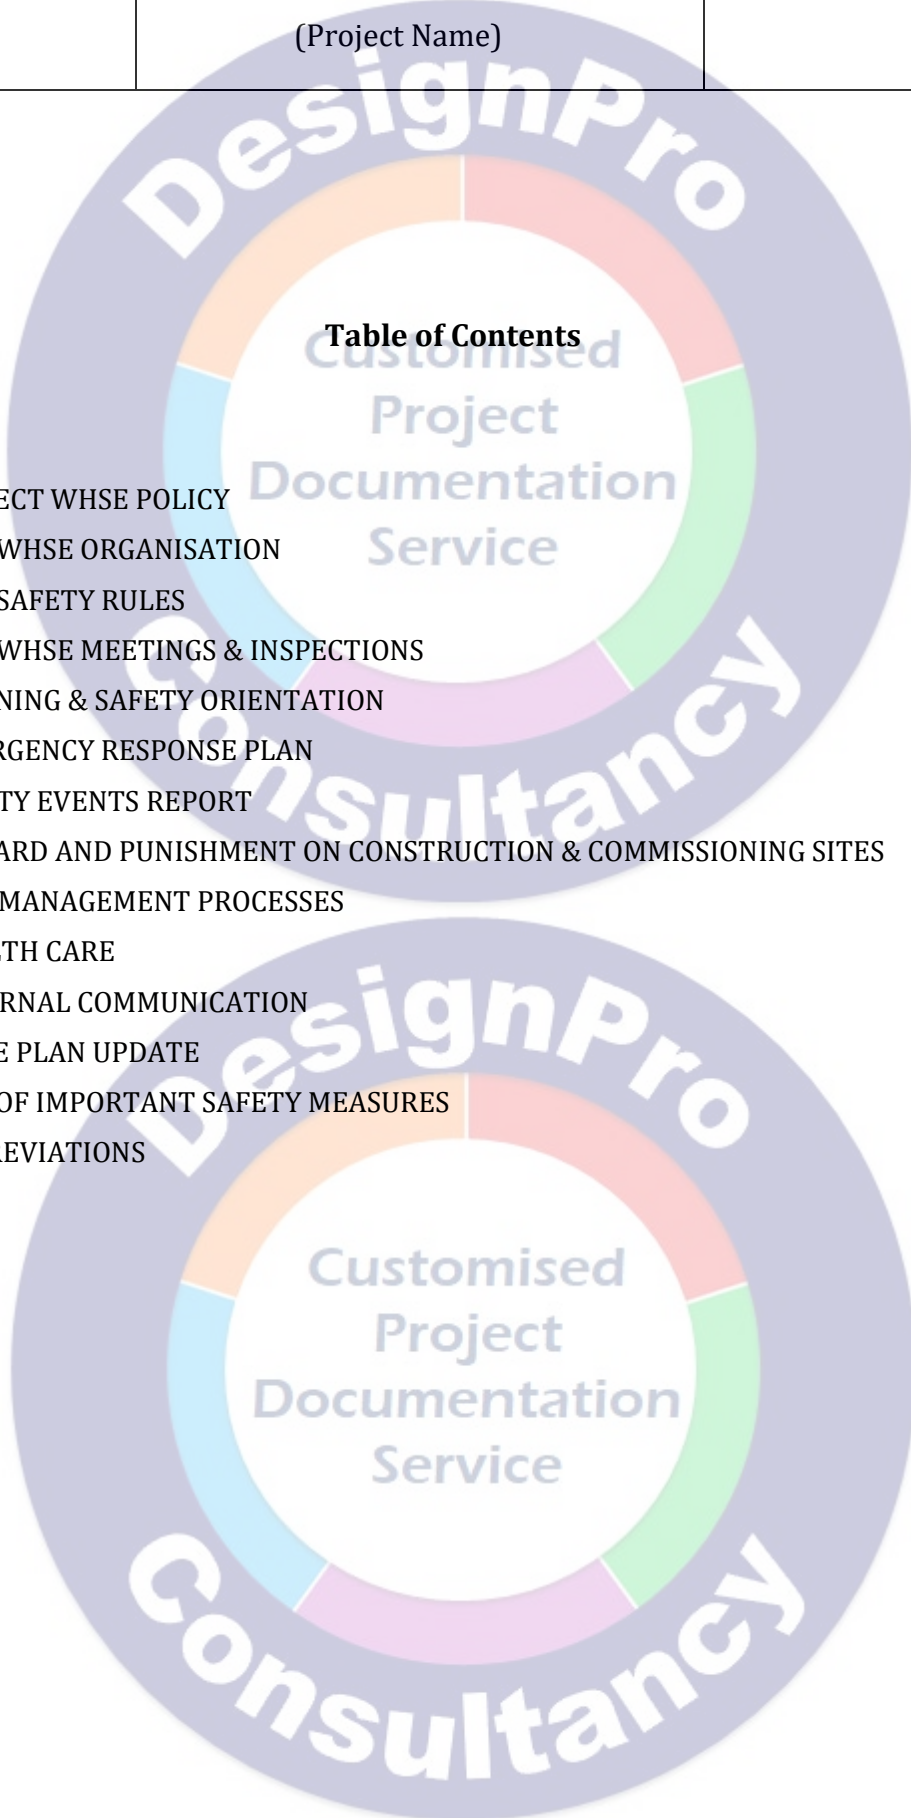 (Project Name)
DesignPro
Table of Contents
Customised
Project
Documentation
Service
Consultancy
ECT WHSE POLICY
WHSE ORGANISATION
SAFETY RULES
WHSE MEETINGS & INSPECTIONS
NING & SAFETY ORIENTATION
RGENCY RESPONSE PLAN
TY EVENTS REPORT
ARD AND PUNISHMENT ON CONSTRUCTION & COMMISSIONING SITES
MANAGEMENT PROCESSES
LTH CARE
RNAL COMMUNICATION
E PLAN UPDATE
OF IMPORTANT SAFETY MEASURES
REVIATIONS
DesignPro
Customised
Project
Documentation
Service
Consultancy